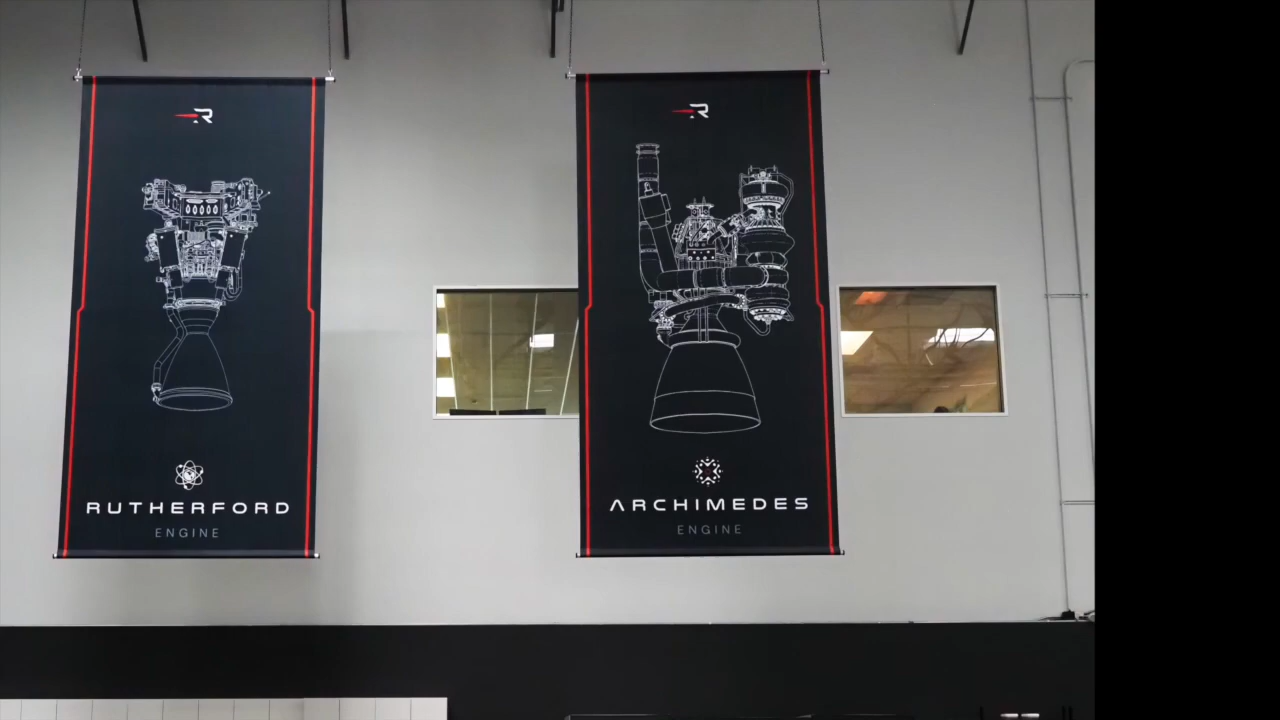 R
RUTHERFORD
ENGINE
R
ARCHIMEDES
ENGINE